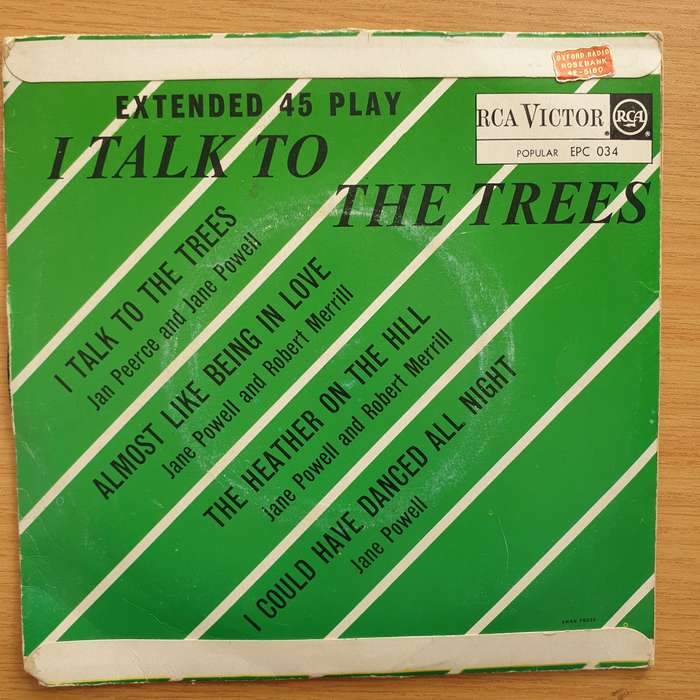 OXFORD RADIO
ROSEBANK
42-5180
EXTENDED 45 PLAY
RCA VICTOR
RCA
POPULAR EPC 034
I TALK TO
THE TREES
I TALK TO THE TREES
Jan Peerce and Jane Powell
ALMOST LIKE BEING IN LOVE
Jane Powell and Robert Merrill
THE HEATHER ON THE HILL
Jane Powell and Robert Merrill
I COULD HAVE DANCED ALL NIGHT
Jane Powell